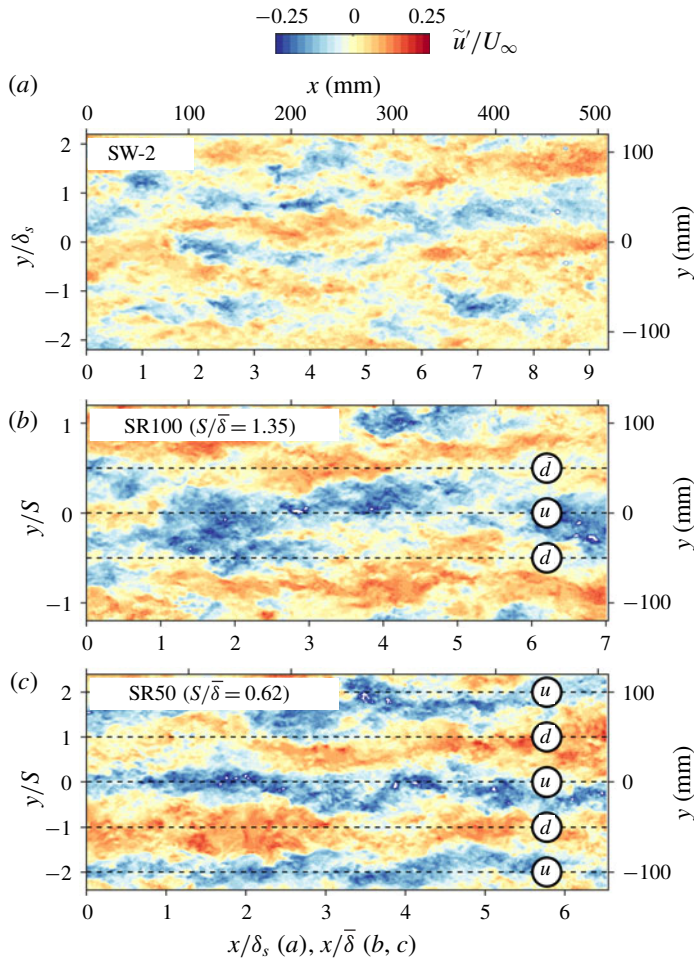 −0.25 0 0.25
ũ′/U∞
(a)
x (mm)
0 100 200 300 400 500
SW-2
2
1
0
−1
−2
y/δs
100
0
−100
y (mm)
0 1 2 3 4 5 6 7 8 9
(b)
SR100 (S/δ̄ = 1.35)
1
0
−1
y/S
d
u
d
100
0
−100
y (mm)
0 1 2 3 4 5 6 7
(c)
SR50 (S/δ̄ = 0.62)
2
1
0
−1
−2
y/S
u
d
u
d
u
100
0
−100
y (mm)
0 1 2 3 4 5 6
x/δs (a), x/δ̄ (b, c)